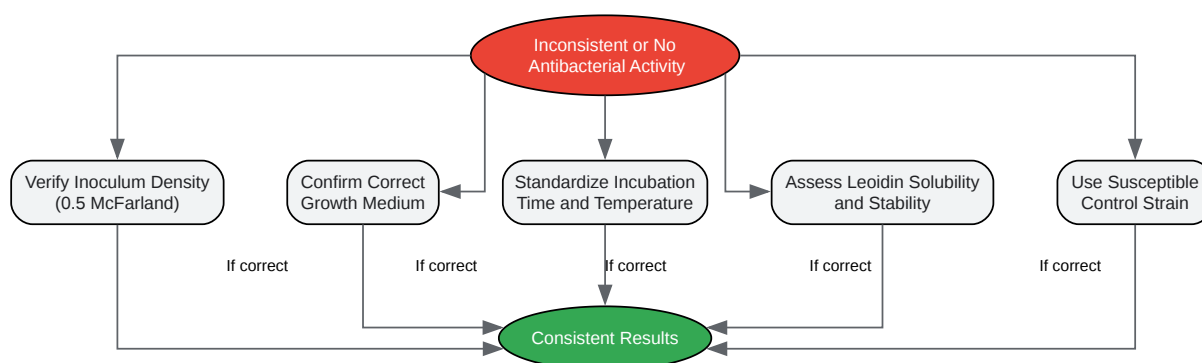 Inconsistent or No
Antibacterial Activity
Verify Inoculum Density
(0.5 McFarland)
Confirm Correct
Growth Medium
Standardize Incubation
Time and Temperature
Assess Leoidin Solubility
and Stability
Use Susceptible
Control Strain
If correct
If correct
If correct
If correct
If correct
Consistent Results